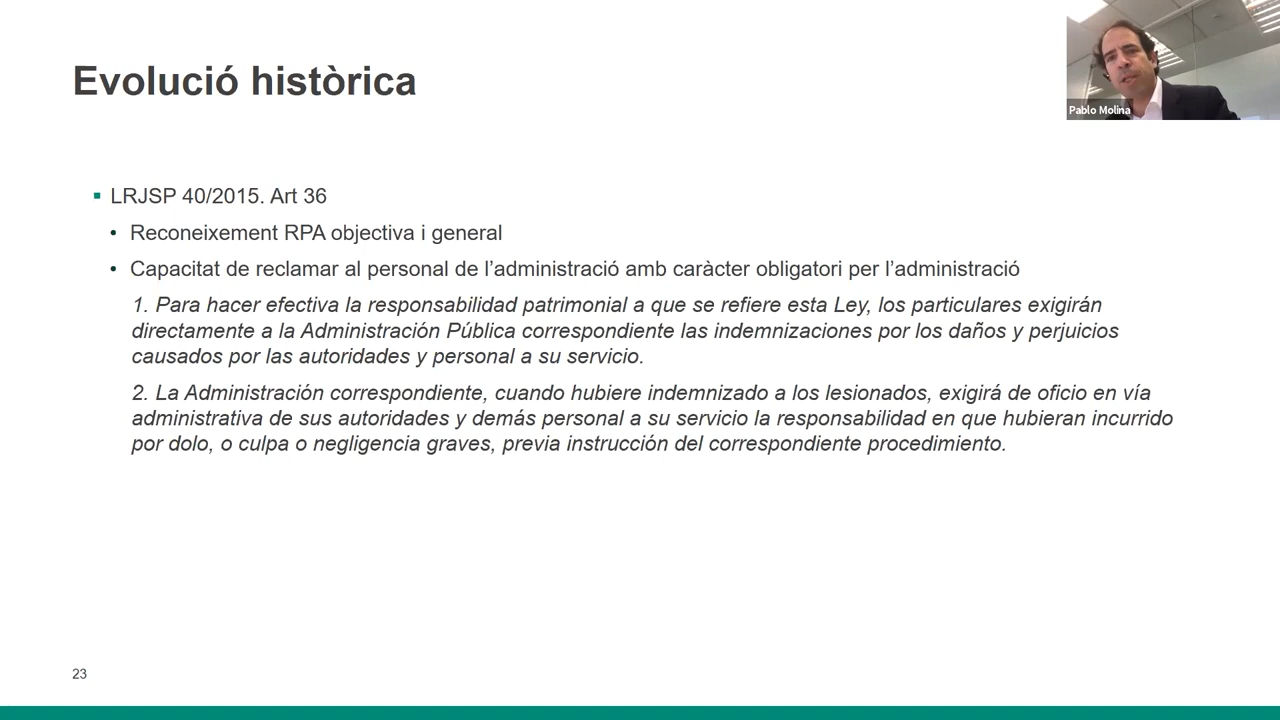 Evolució històrica
Pablo Molina
▪ LRJSP 40/2015. Art 36
• Reconeixement RPA objectiva i general
• Capacitat de reclamar al personal de l’administració amb caràcter obligatori per l’administració
1. Para hacer efectiva la responsabilidad patrimonial a que se refiere esta Ley, los particulares exigirán
directamente a la Administración Pública correspondiente las indemnizaciones por los daños y perjuicios
causados por las autoridades y personal a su servicio.
2. La Administración correspondiente, cuando hubiere indemnizado a los lesionados, exigirá de oficio en vía
administrativa de sus autoridades y demás personal a su servicio la responsabilidad en que hubieran incurrido
por dolo, o culpa o negligencia graves, previa instrucción del correspondiente procedimiento.
23